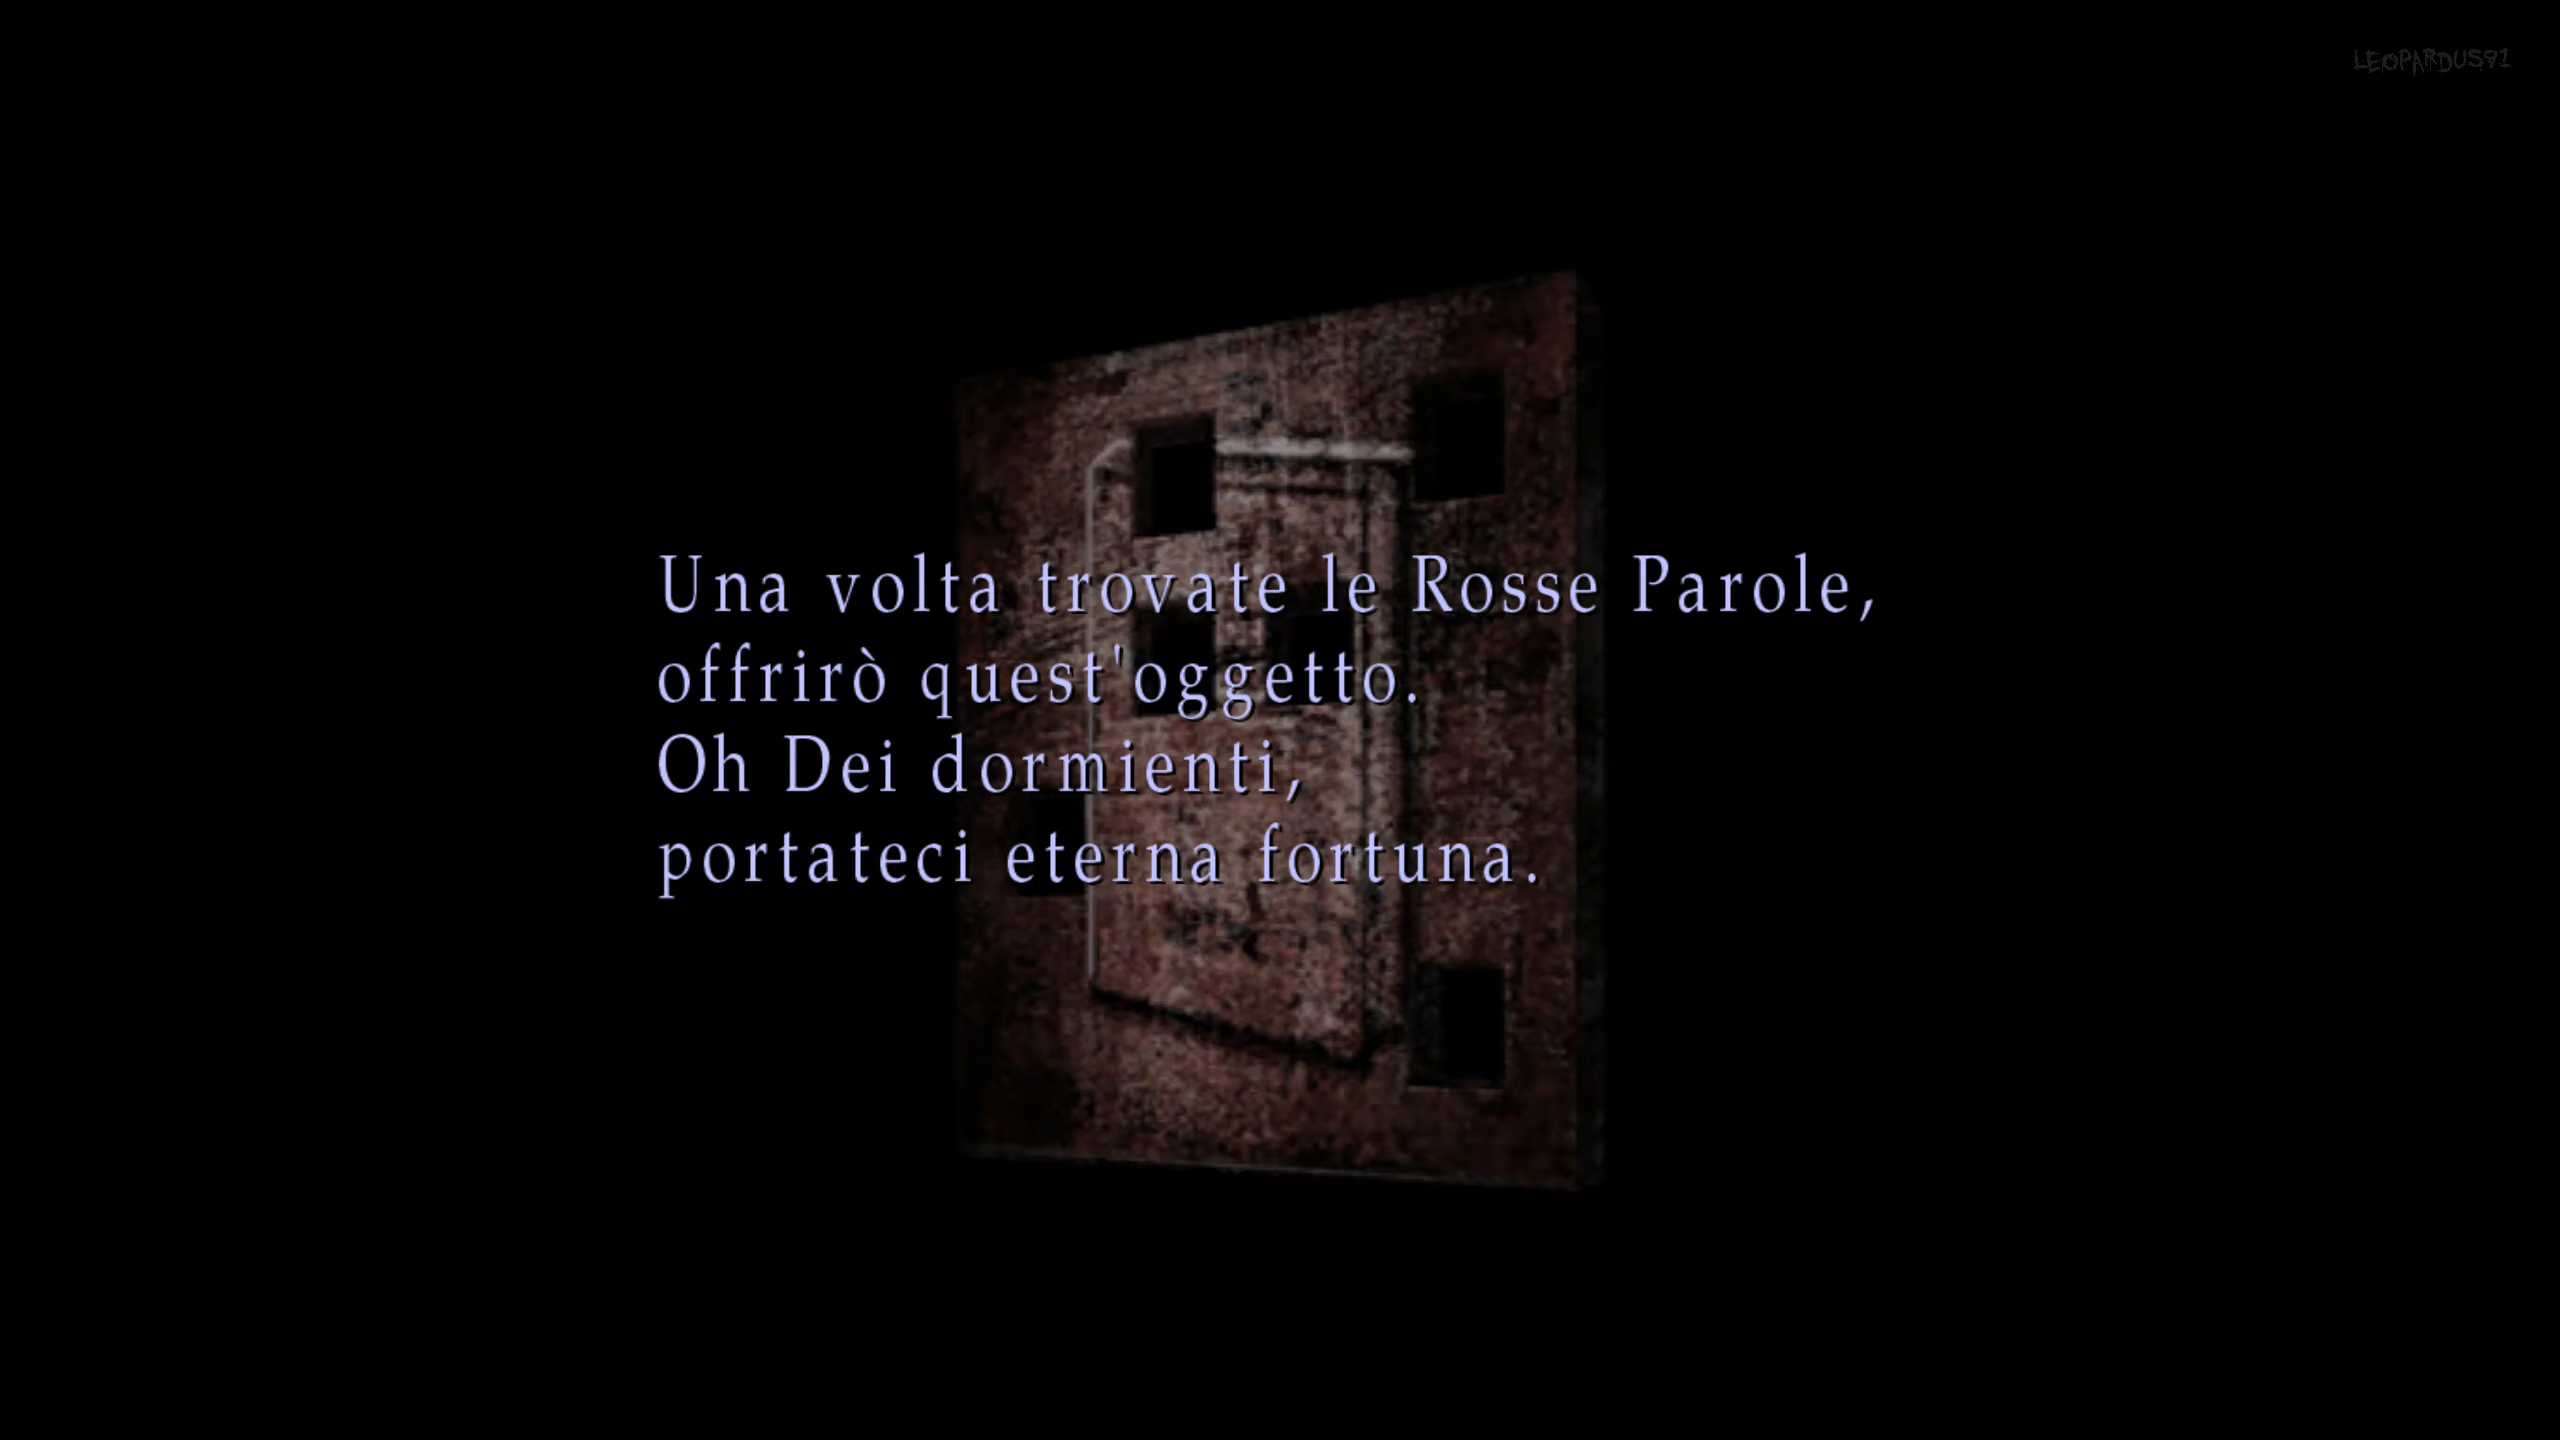 LEOPARDUS91
Una volta trovate le Rosse Parole,
offrirò quest'oggetto.
Oh Dei dormienti,
portateci eterna fortuna.